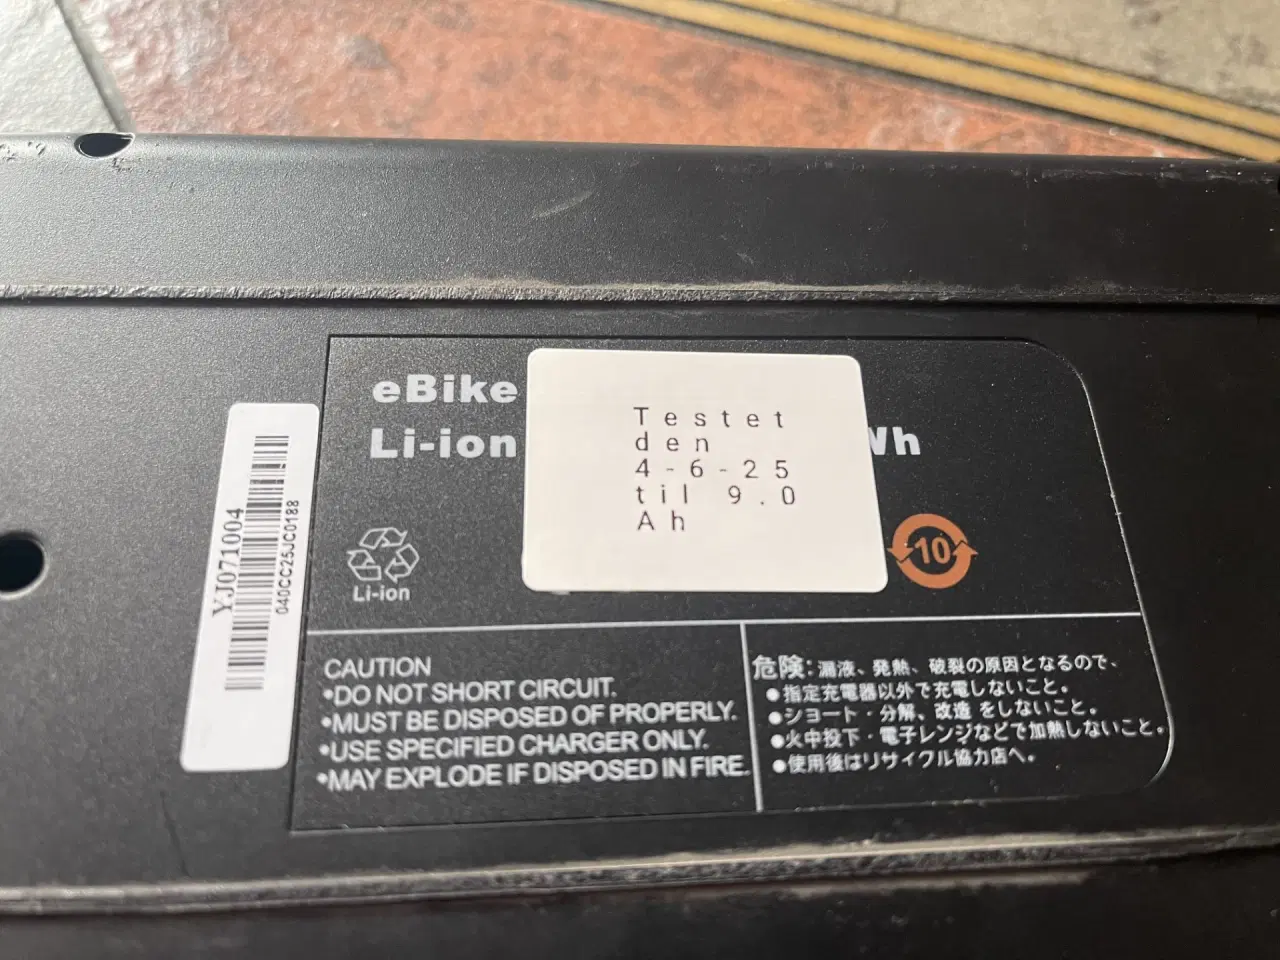 eBike
Li-ion
Wh
Testet
den
4-6-25
til 9.0
Ah
YJ071004
040CC25JC0188
Li-ion
10
CAUTION
•DO NOT SHORT CIRCUIT.
•MUST BE DISPOSED OF PROPERLY.
•USE SPECIFIED CHARGER ONLY.
•MAY EXPLODE IF DISPOSED IN FIRE.
危険：漏液、発熱、破裂の原因となるので、
●指定充電器以外で充電しないこと。
●ショート・分解、改造 をしないこと。
●火中投下・電子レンジなどで加熱しないこと。
●使用後はリサイクル協力店へ。